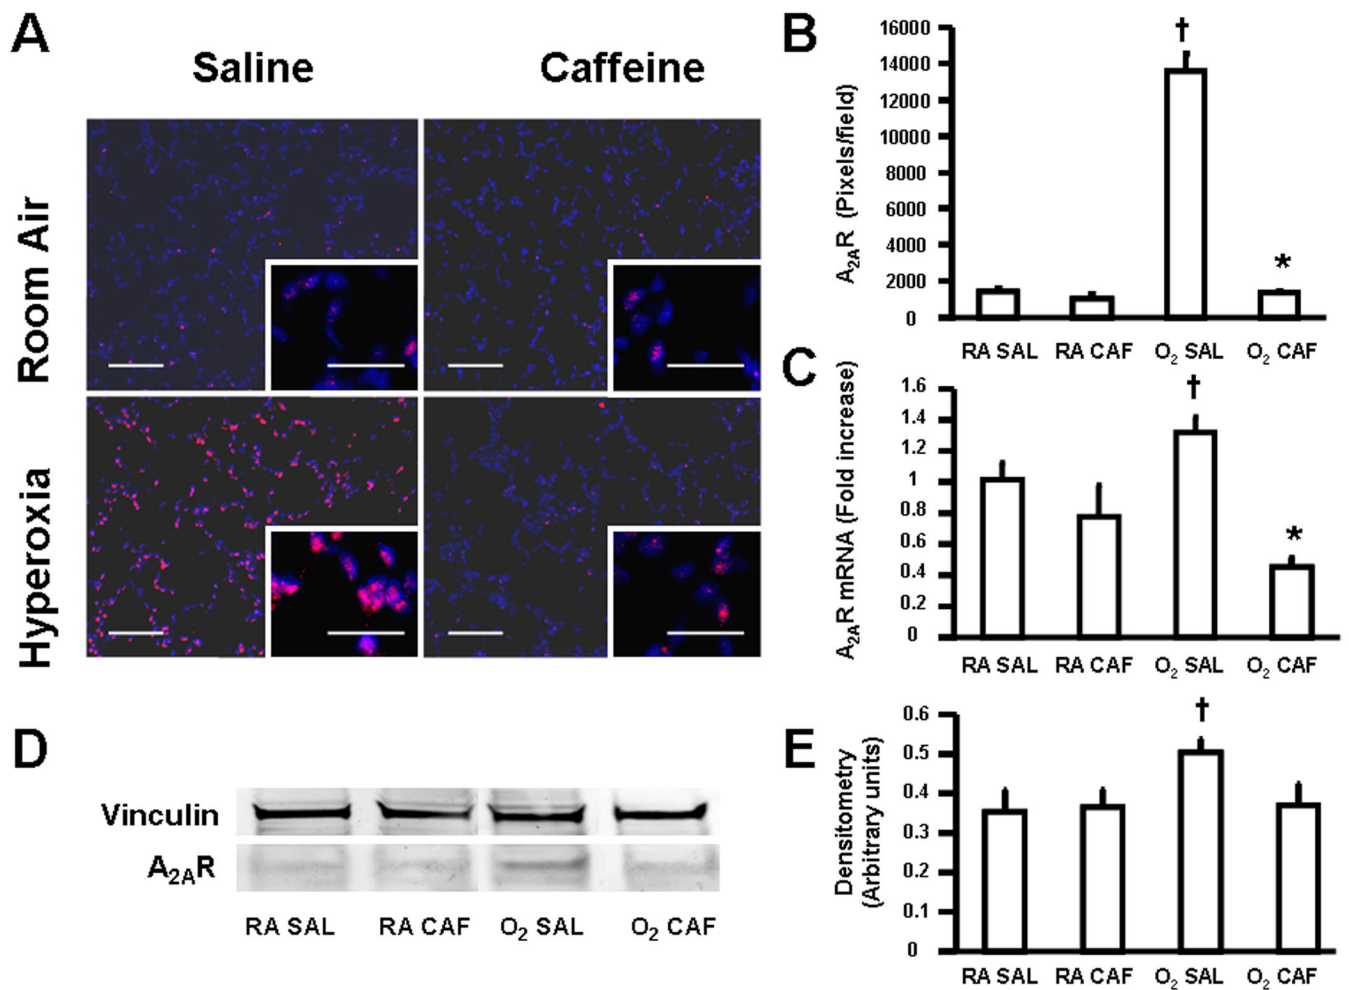 A
Saline
Caffeine
Room Air
Hyperoxia
B
A2AR (Pixels/field)
16000
14000
12000
10000
8000
6000
4000
2000
0
†
*
RA SAL
RA CAF
O2 SAL
O2 CAF
C
A2AR mRNA (Fold increase)
1.6
1.4
1.2
1
0.8
0.6
0.4
0.2
0
†
*
RA SAL
RA CAF
O2 SAL
O2 CAF
D
Vinculin
A2AR
RA SAL
RA CAF
O2 SAL
O2 CAF
E
Densitometry
(Arbitrary units)
0.6
0.5
0.4
0.3
0.2
0.1
0
†
RA SAL
RA CAF
O2 SAL
O2 CAF